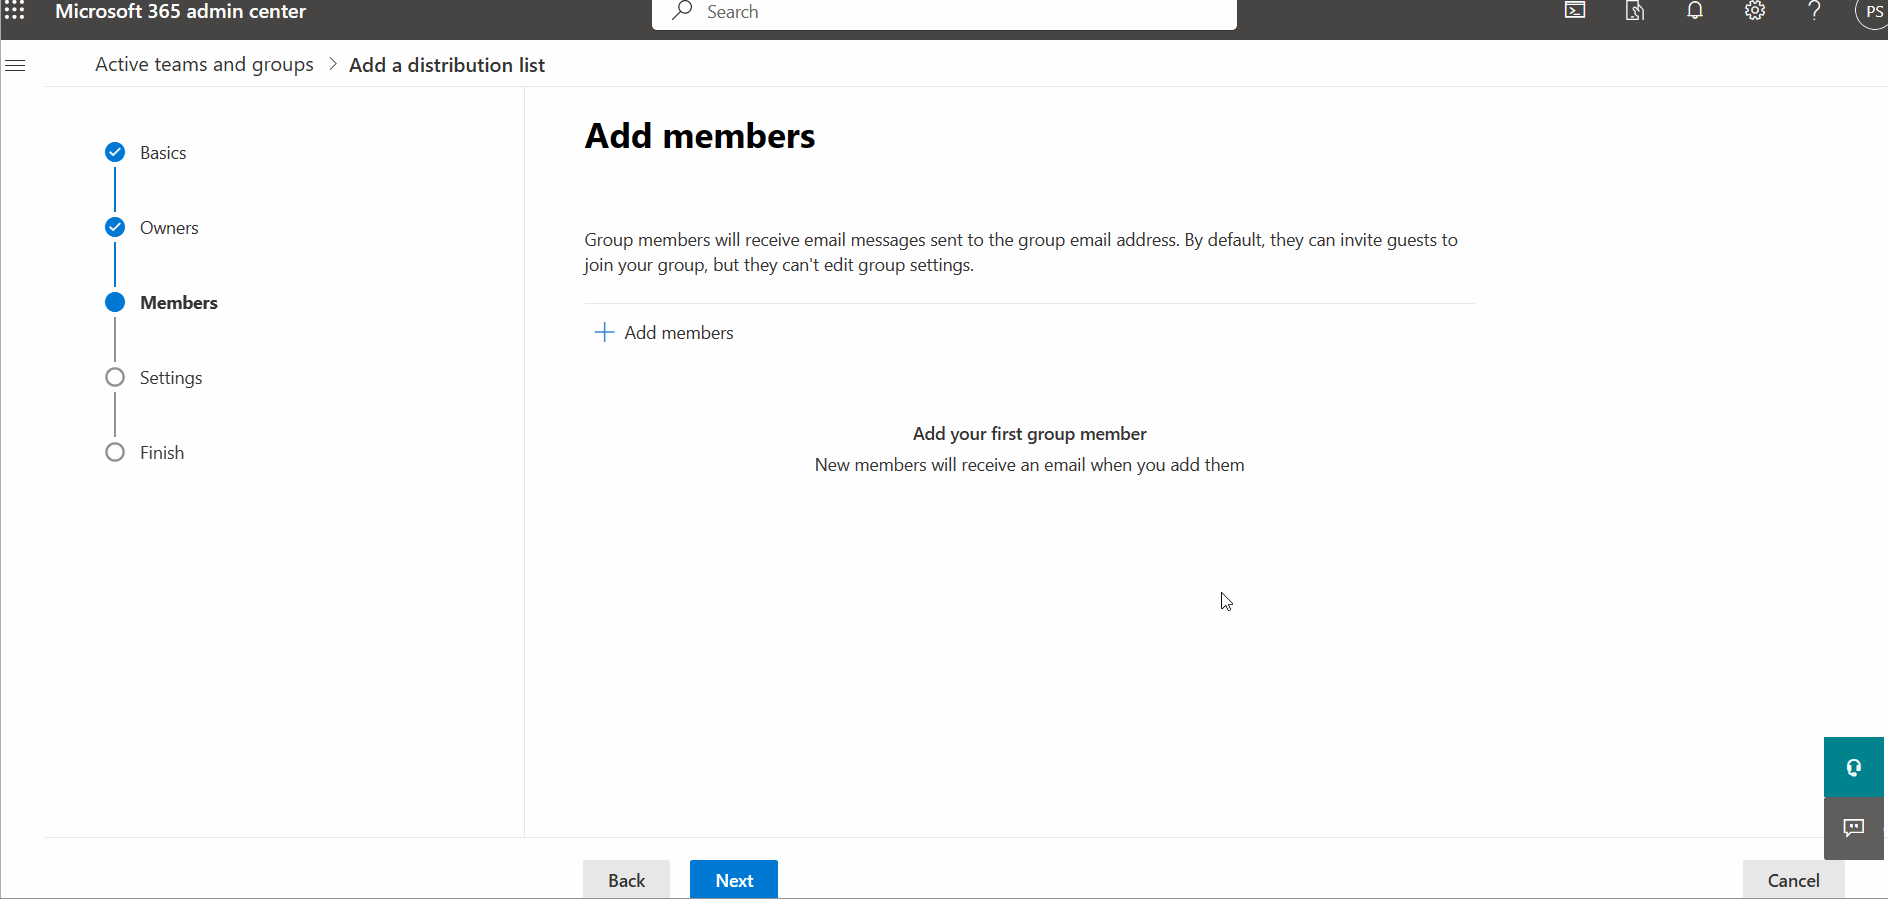 Microsoft 365 admin center
Search
PS
Active teams and groups > Add a distribution list
Basics
Owners
Members
Settings
Finish
Add members
Group members will receive email messages sent to the group email address. By default, they can invite guests to
join your group, but they can't edit group settings.
Add members
Add your first group member
New members will receive an email when you add them
Back
Next
Cancel